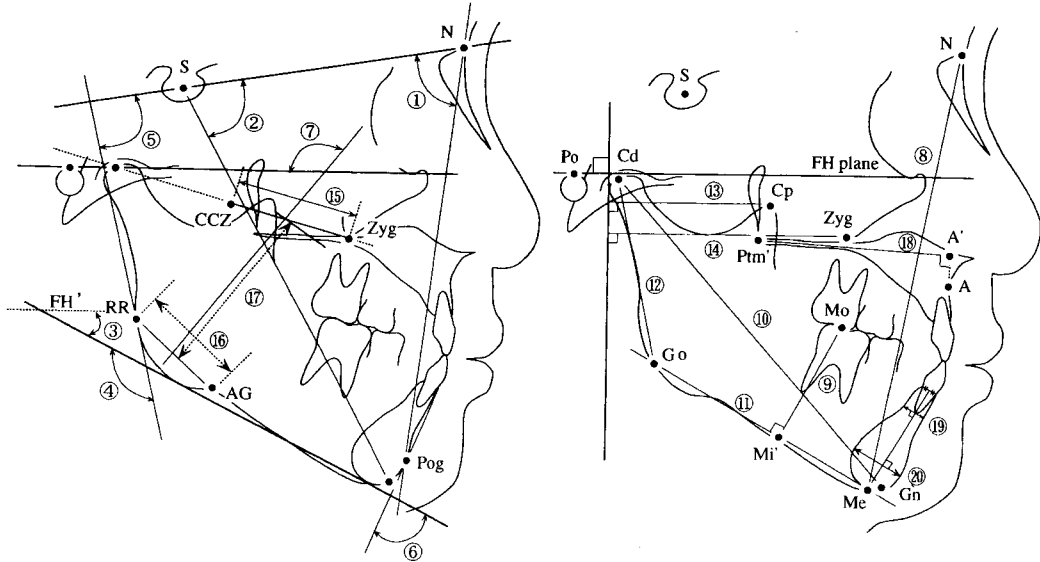 N
S
①
②
⑤
⑦
⑮
CCZ
Zyg
⑰
FH'
RR
③
⑯
④
AG
Pog
⑥
N
S
Po
Cd
FH plane
⑧
⑬
Cp
Zyg
A'
⑭
Ptm'
⑱
A
⑫
Mo
⑩
Go
⑨
⑪
⑲
Mi'
⑳
Me
Gn